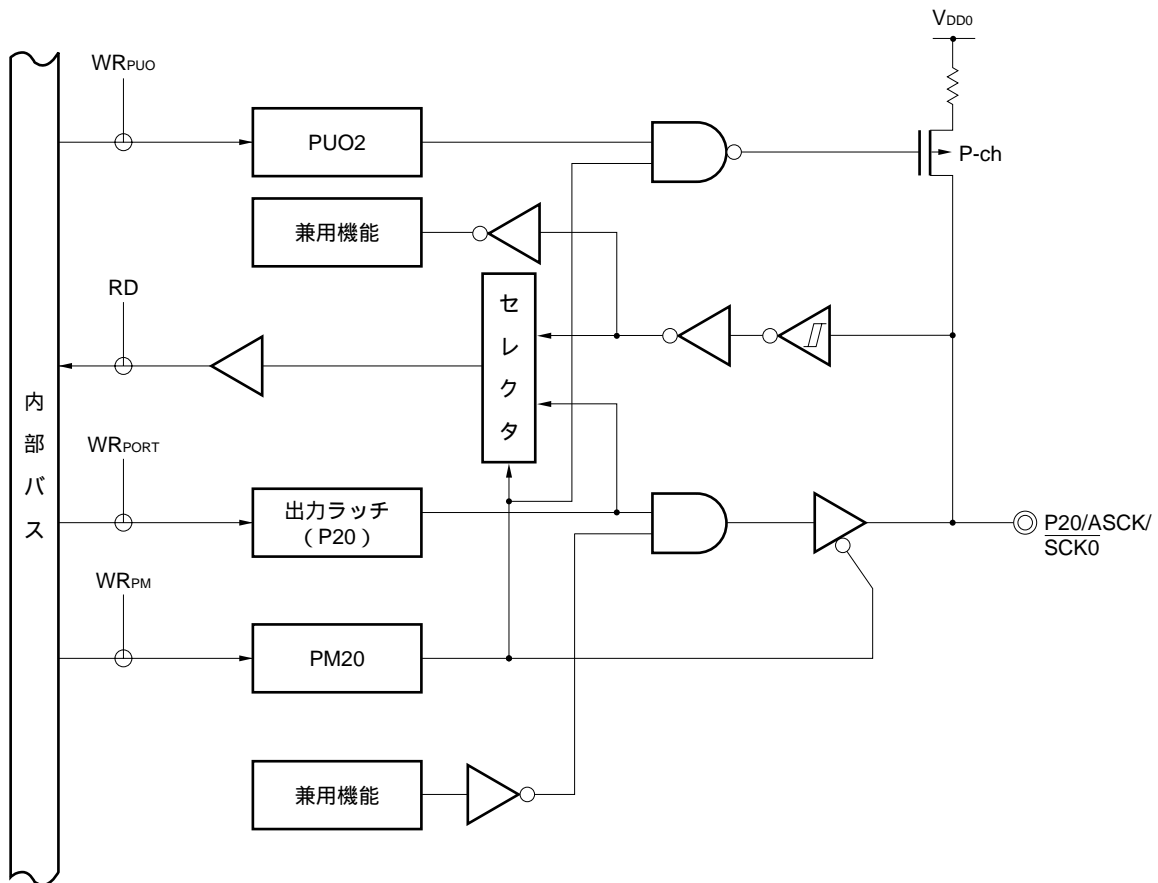 VDD0
WRPUO
PUO2
P-ch
兼用機能
RD
セレクタ
内部バス
WRPORT
出力ラッチ
(P20)
P20/ASCK/
SCK0
WRPM
PM20
兼用機能